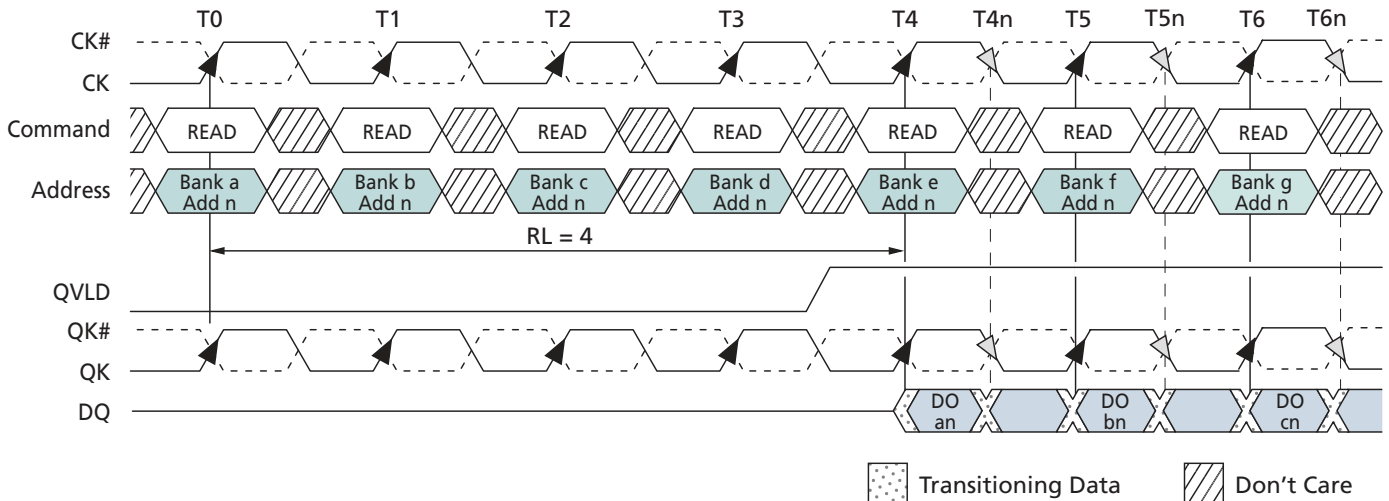 T0 T1 T2 T3 T4 T4n T5 T5n T6 T6n
CK#
CK
Command READ READ READ READ READ READ READ
Address Bank a Add n Bank b Add n Bank c Add n Bank d Add n Bank e Add n Bank f Add n Bank g Add n
RL = 4
QVLD
QK#
QK
DQ DO an DO bn DO cn
Transitioning Data Don't Care